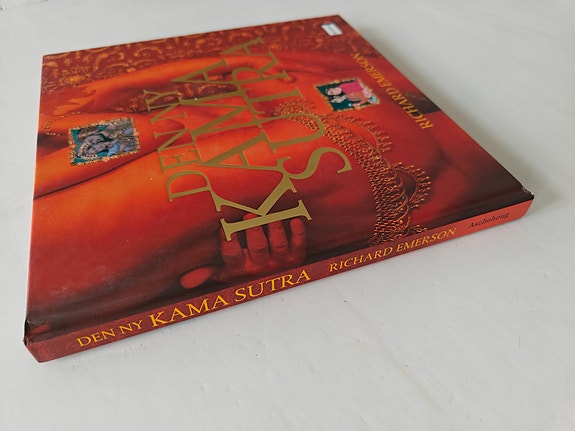 DEN NY
KAMA
SUTRA
RICHARD EMERSON
DEN NY KAMA SUTRA RICHARD EMERSON Aschehoug